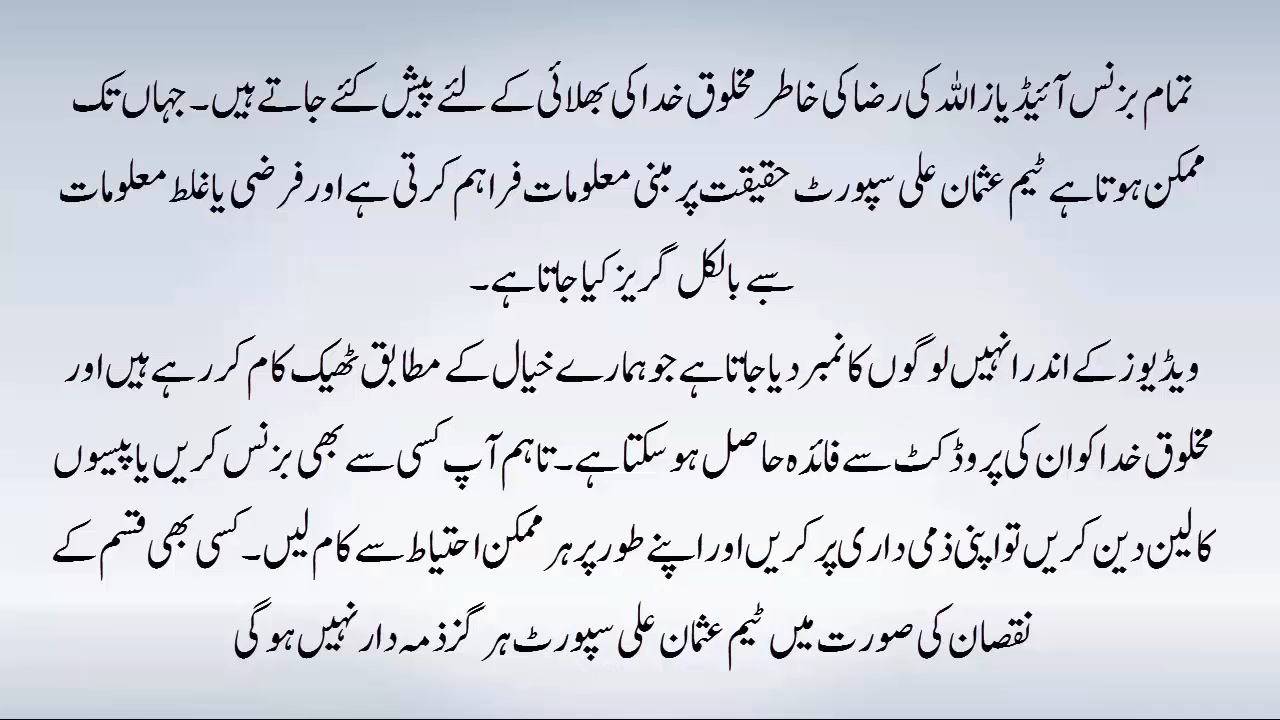 تمام بزنس آئیڈیاز اللہ کی رضا کی خاطر مخلوق خدا کی بھلائی کے لئے پیش کئے جاتے ہیں۔ جہاں تک
ممکن ہوتا ہے ٹیم عثمان علی سپورٹ حقیقت پر مبنی معلومات فراہم کرتی ہے اور فرضی یا غلط معلومات
سے بالکل گریز کیا جاتا ہے۔
ویڈیوز کے اندر انہیں لوگوں کا نمبر دیا جاتا ہے جو ہمارے خیال کے مطابق ٹھیک کام کر رہے ہیں اور
مخلوق خدا کو ان کی پروڈکٹ سے فائدہ حاصل ہو سکتا ہے۔ تاہم آپ کسی سے بھی بزنس کریں یا پیسوں
کا لین دین کریں تو اپنی ذمی داری پر کریں اور اپنے طور پر ہر ممکن احتیاط سے کام لیں۔ کسی بھی قسم کے
نقصان کی صورت میں ٹیم عثمان علی سپورٹ ہر گز ذمہ دار نہیں ہو گی